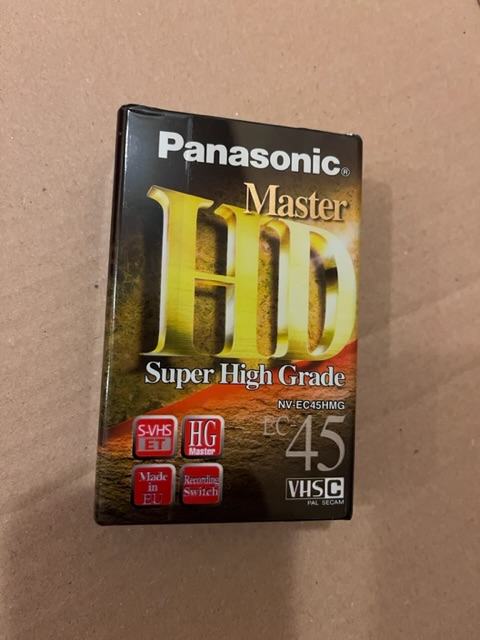 Panasonic®
Master
HD
Super High Grade
NV-EC45HMG
EC45
S-VHS
ET
HG
Master
Made
in
EU
Recording
Switch
VHS C
PAL SECAM